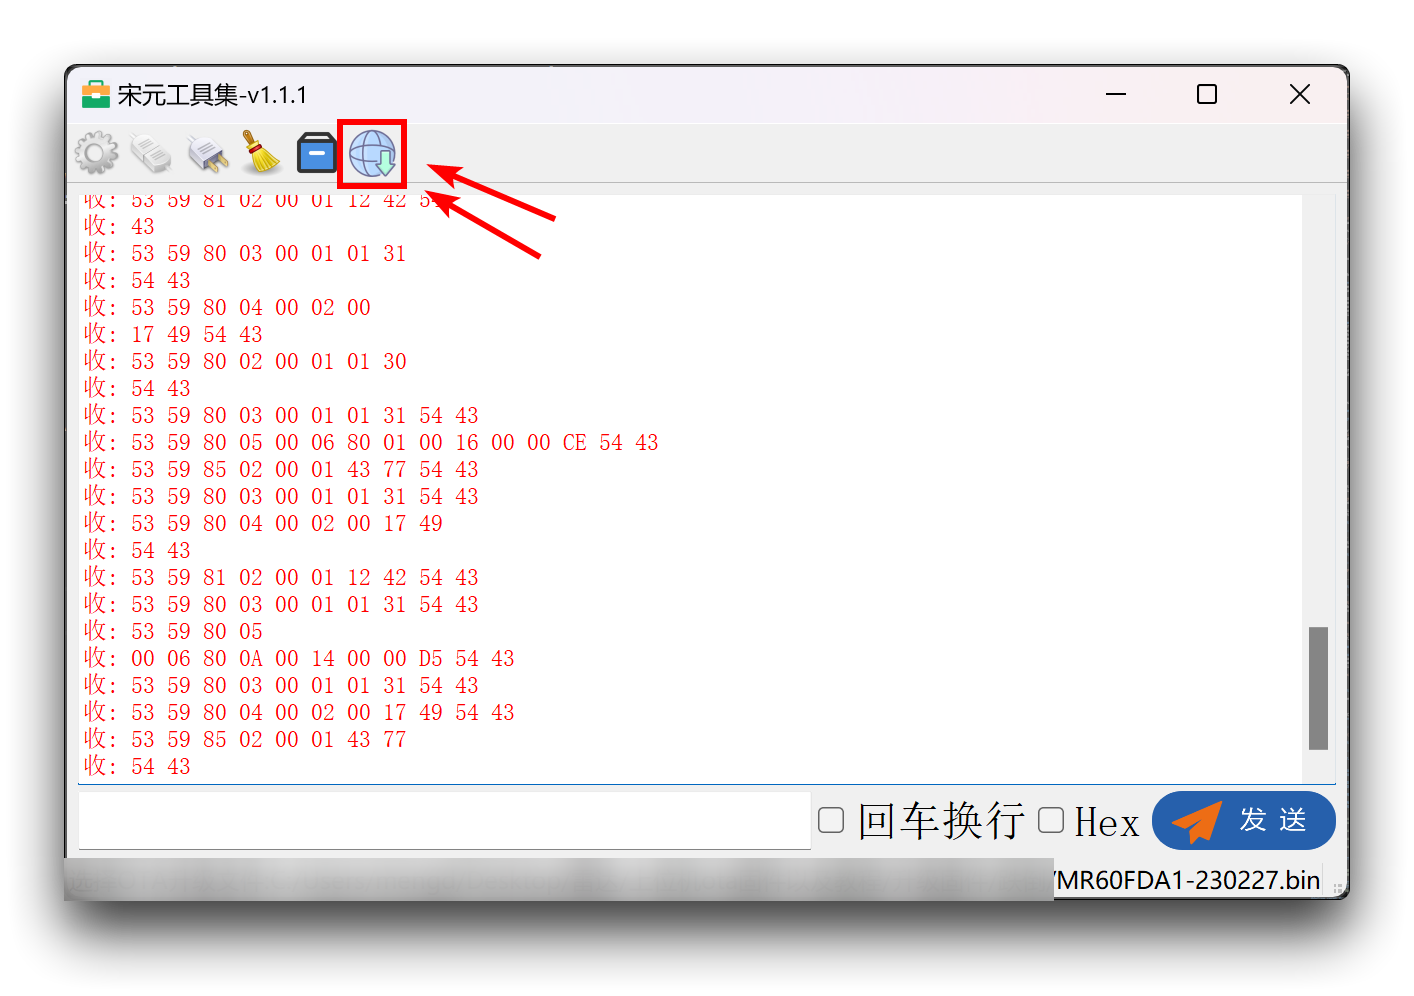 宋元工具集-v1.1.1
收: 53 59 81 02 00 01 12 42 54
收: 43
收: 53 59 80 03 00 01 01 31
收: 54 43
收: 53 59 80 04 00 02 00
收: 17 49 54 43
收: 53 59 80 02 00 01 01 30
收: 54 43
收: 53 59 80 03 00 01 01 31 54 43
收: 53 59 80 05 00 06 80 01 00 16 00 00 CE 54 43
收: 53 59 85 02 00 01 43 77 54 43
收: 53 59 80 03 00 01 01 31 54 43
收: 53 59 80 04 00 02 00 17 49
收: 54 43
收: 53 59 81 02 00 01 12 42 54 43
收: 53 59 80 03 00 01 01 31 54 43
收: 53 59 80 05
收: 00 06 80 0A 00 14 00 00 D5 54 43
收: 53 59 80 03 00 01 01 31 54 43
收: 53 59 80 04 00 02 00 17 49 54 43
收: 53 59 85 02 00 01 43 77
收: 54 43
回车换行 Hex 发 送
/MR60FDA1-230227.bin